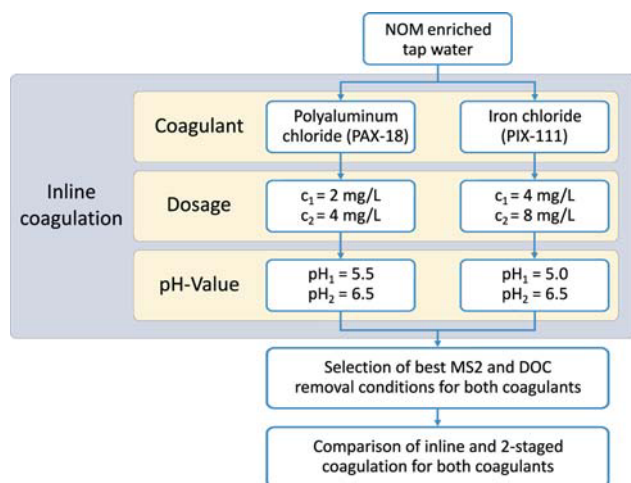 NOM enriched
tap water
Inline
coagulation
Coagulant
Polyaluminum
chloride (PAX-18)
Iron chloride
(PIX-111)
Dosage
c₁ = 2 mg/L
c₂ = 4 mg/L
c₁ = 4 mg/L
c₂ = 8 mg/L
pH-Value
pH₁ = 5.5
pH₂ = 6.5
pH₁ = 5.0
pH₂ = 6.5
Selection of best MS2 and DOC
removal conditions for both coagulants
Comparison of inline and 2-staged
coagulation for both coagulants